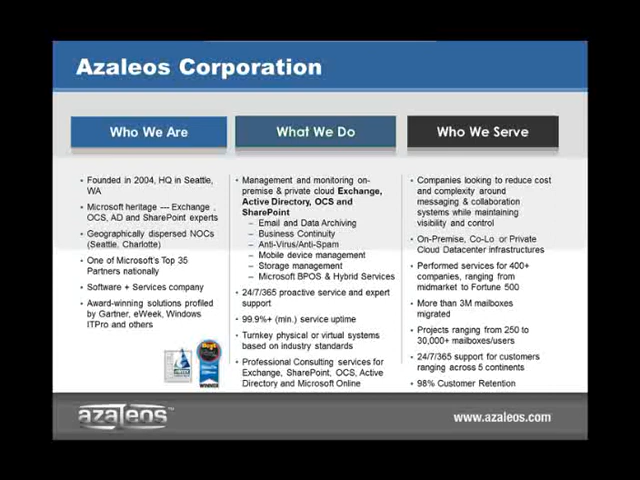 Azaleos Corporation
Who We Are
• Founded in 2004, HQ in Seattle,
WA
• Microsoft heritage --- Exchange ,
OCS, AD and SharePoint experts
• Geographically dispersed NOCs
(Seattle, Charlotte)
• One of Microsoft's Top 35
Partners nationally
• Software + Services company
• Award-winning solutions profiled
by Gartner, eWeek, Windows
ITPro and others
WINNER
What We Do
• Management and monitoring on-
premise & private cloud Exchange,
Active Directory, OCS and
SharePoint
– Email and Data Archiving
– Business Continuity
– Anti-Virus/Anti-Spam
– Mobile device management
– Storage management
– Microsoft BPOS & Hybrid Services
• 24/7/365 proactive service and expert
support
• 99.9%+ (min.) service uptime
• Turnkey physical or virtual systems
based on industry standards
• Professional Consulting services for
Exchange, SharePoint, OCS, Active
Directory and Microsoft Online
Who We Serve
• Companies looking to reduce cost
and complexity around
messaging & collaboration
systems while maintaining
visibility and control
• On-Premise, Co-Lo or Private
Cloud Datacenter infrastructures
• Performed services for 400+
companies, ranging from
midmarket to Fortune 500
• More than 3M mailboxes
migrated
• Projects ranging from 250 to
30,000+ mailboxes/users
• 24/7/365 support for customers
ranging across 5 continents
• 98% Customer Retention
azaleos™
www.azaleos.com